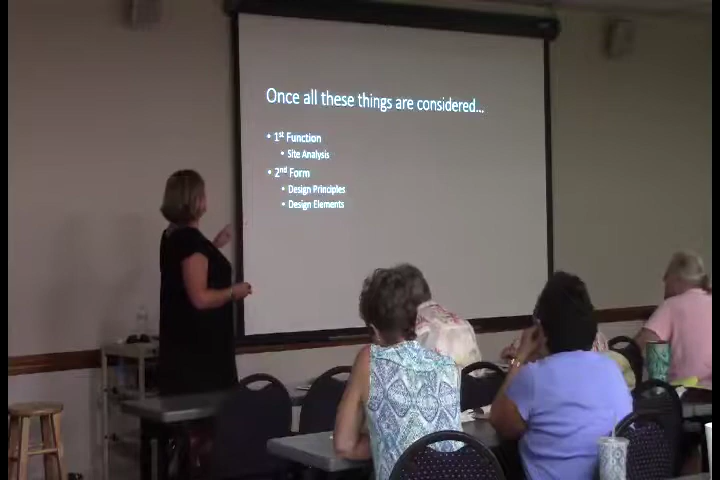 Once all these things are considered...
• 1st Function
• Site Analysis
• 2nd Form
• Design Principles
• Design Elements